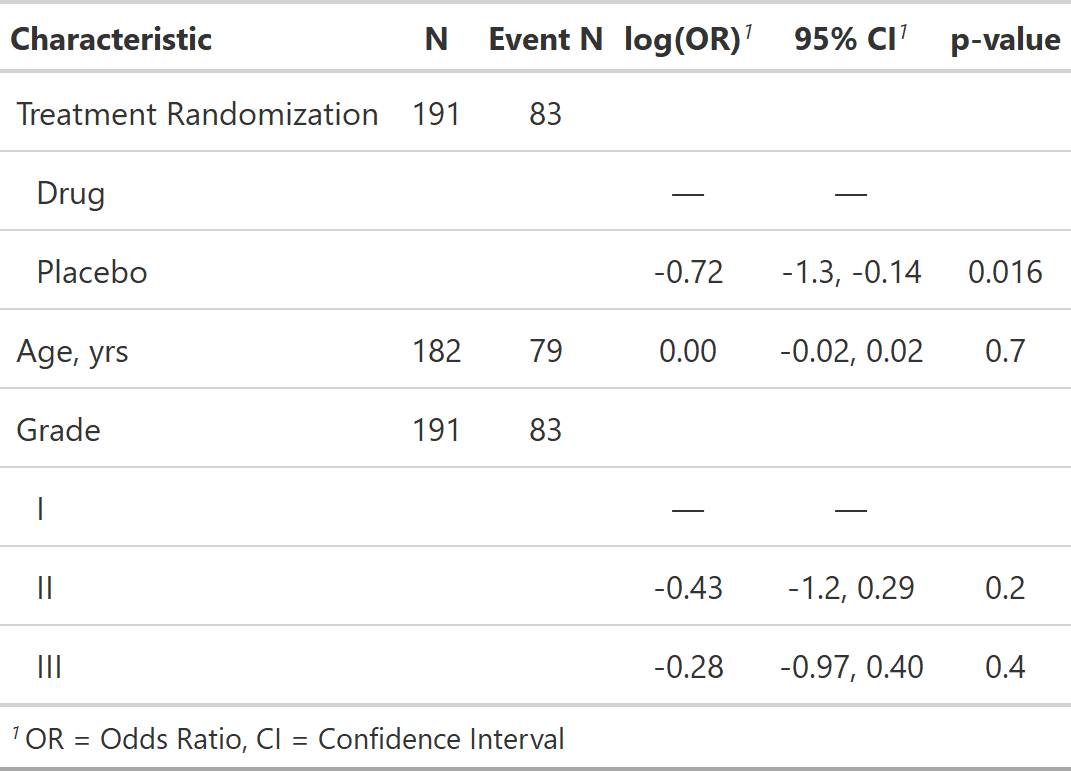 Characteristic N Event N log(OR)¹ 95% CI¹ p-value
Treatment Randomization 191 83
Drug — —
Placebo -0.72 -1.3, -0.14 0.016
Age, yrs 182 79 0.00 -0.02, 0.02 0.7
Grade 191 83
I — —
II -0.43 -1.2, 0.29 0.2
III -0.28 -0.97, 0.40 0.4
¹ OR = Odds Ratio, CI = Confidence Interval